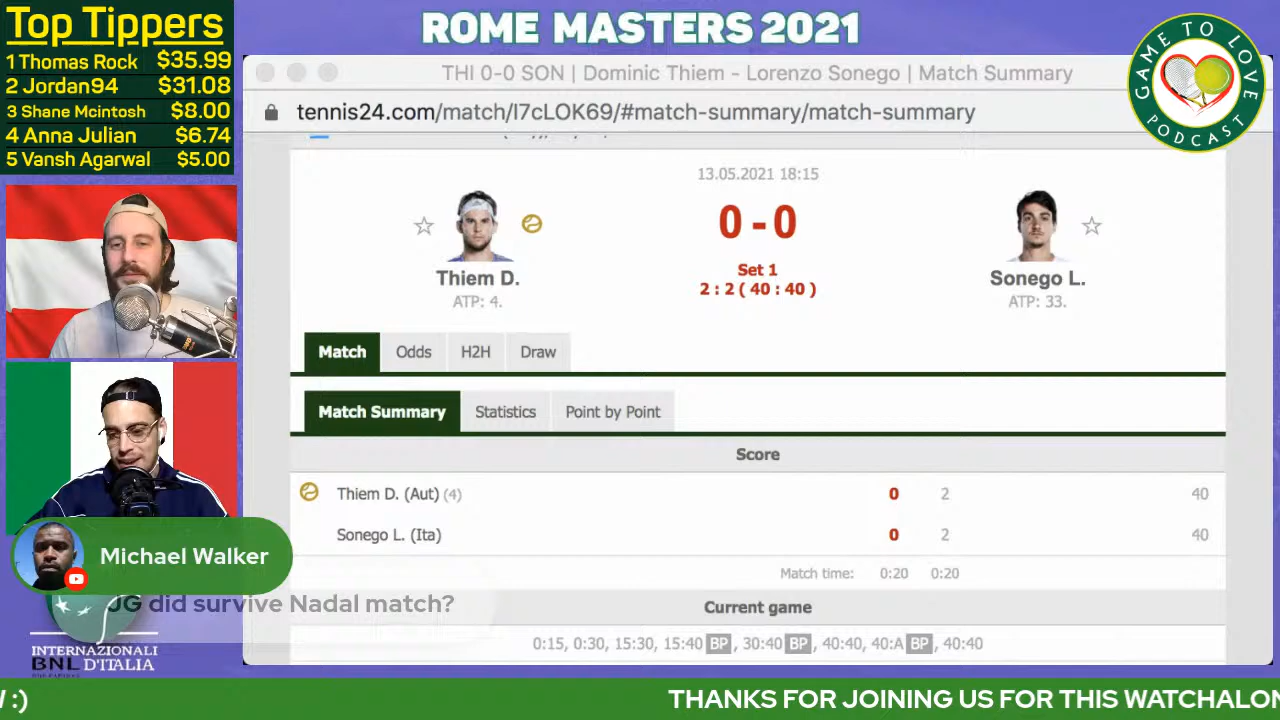 Top Tippers
1 Thomas Rock $35.99
2 Jordan94 $31.08
3 Shane Mcintosh $8.00
4 Anna Julian $6.74
5 Vansh Agarwal $5.00
ROME MASTERS 2021
GAME TO LOVE
PODCAST
THI 0-0 SON | Dominic Thiem - Lorenzo Sonego | Match Summary
tennis24.com/match/I7cLOK69/#match-summary/match-summary
13.05.2021 18:15
0 - 0
Set 1
2 : 2 ( 40 : 40 )
Thiem D.
ATP: 4.
Sonego L.
ATP: 33.
Match Odds H2H Draw
Match Summary Statistics Point by Point
Score
Thiem D. (Aut) (4) 0 2 40
Sonego L. (Ita) 0 2 40
Match time: 0:20 0:20
Current game
0:15, 0:30, 15:30, 15:40 BP , 30:40 BP , 40:40, 40:A BP , 40:40
Michael Walker
JG did survive Nadal match?
INTERNAZIONALI
BNL D'ITALIA
:)
THANKS FOR JOINING US FOR THIS